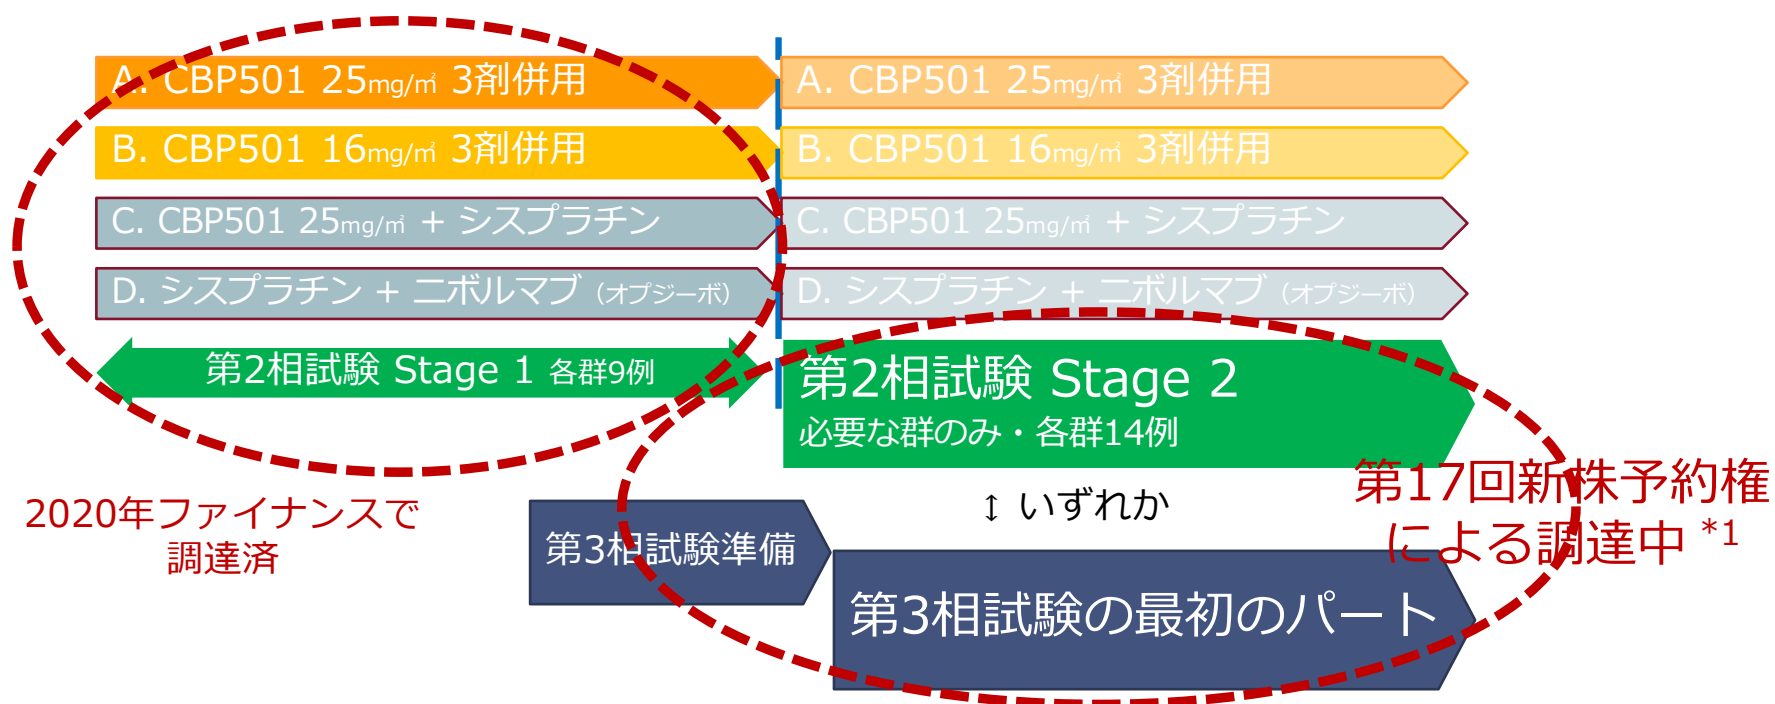 A. CBP501 25mg/㎡ 3剤併用
A. CBP501 25mg/㎡ 3剤併用
B. CBP501 16mg/㎡ 3剤併用
B. CBP501 16mg/㎡ 3剤併用
C. CBP501 25mg/㎡ + シスプラチン
C. CBP501 25mg/㎡ + シスプラチン
D. シスプラチン + ニボルマブ（オプジーボ）
D. シスプラチン + ニボルマブ（オプジーボ）
第2相試験 Stage 1 各群9例
第2相試験 Stage 2
必要な群のみ・各群14例
2020年ファイナンスで
調達済
↕ いずれか
第17回新株予約権
による調達中 *1
第3相試験準備
第3相試験の最初のパート